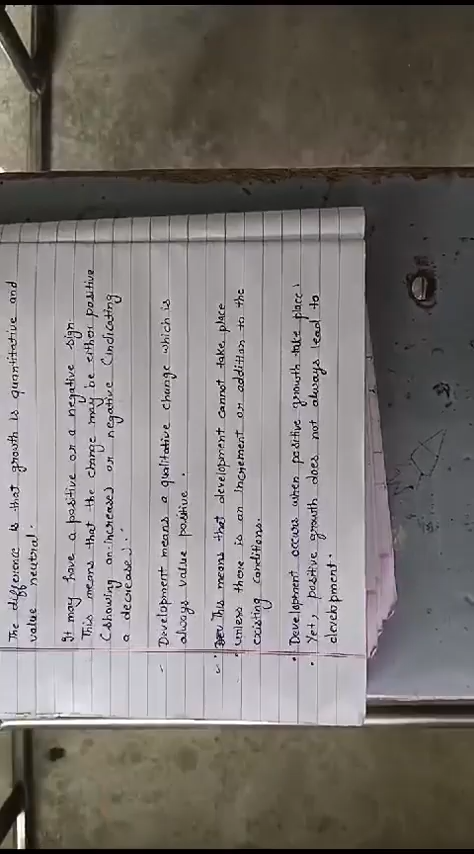 The difference is that growth is quantitative and
value neutral.
It may have a positive or a negative sign.
This means that the change may be either positive
(showing an increase) or negative (indicating
a decrease).
Development means a qualitative change which is
always value positive.
• This means that development cannot take place
• unless there is an increment or addition to the
existing conditions.
• Development occurs when positive growth take place.
• Yet, positive growth does not always lead to
development.